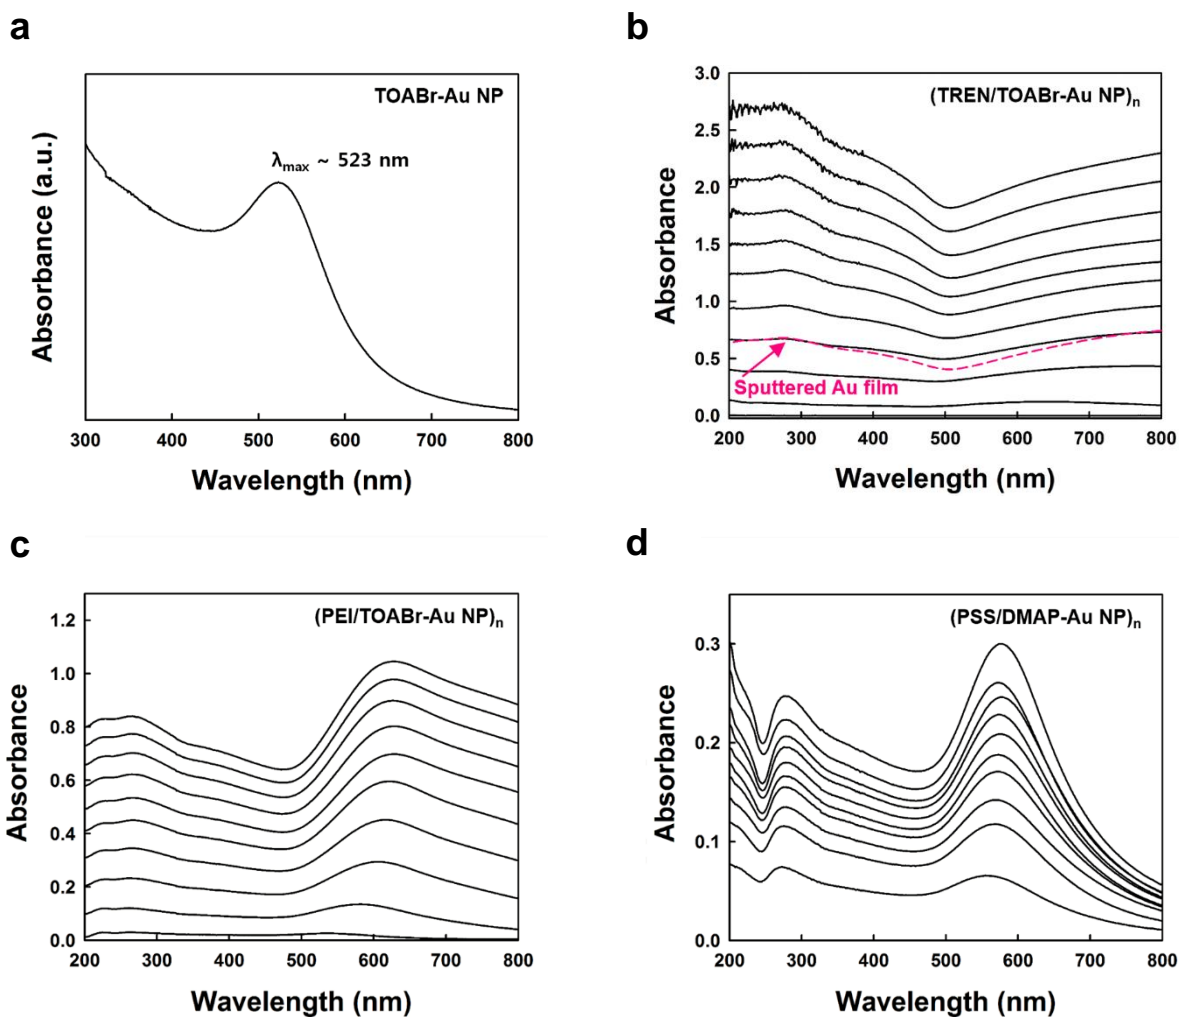 a
TOABr-Au NP
λmax ~ 523 nm
Absorbance (a.u.)
300 400 500 600 700 800
Wavelength (nm)
b
(TREN/TOABr-Au NP)n
3.0
2.5
2.0
1.5
1.0
0.5
0.0
Absorbance
Sputtered Au film
200 300 400 500 600 700 800
Wavelength (nm)
c
(PEI/TOABr-Au NP)n
1.2
1.0
0.8
0.6
0.4
0.2
0.0
Absorbance
200 300 400 500 600 700 800
Wavelength (nm)
d
(PSS/DMAP-Au NP)n
0.3
0.2
0.1
0.0
Absorbance
200 300 400 500 600 700 800
Wavelength (nm)